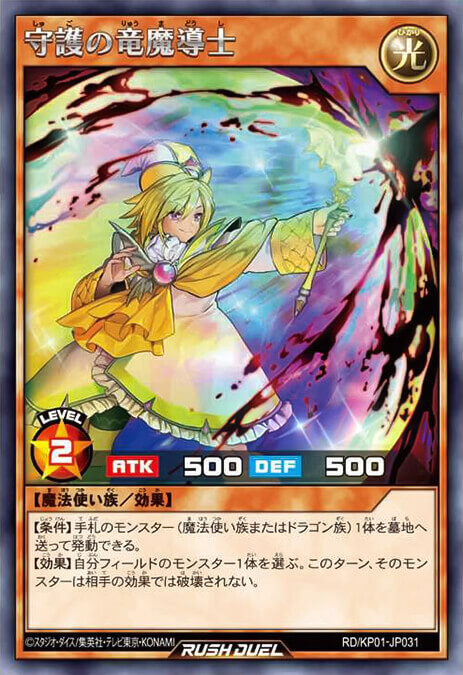 守護の竜魔導士
光
LEVEL
2
ATK 500 DEF 500
【魔法使い族/効果】
【条件】手札のモンスター(魔法使い族またはドラゴン族)1体を墓地へ
送って発動できる。
【効果】自分フィールドのモンスター1体を選ぶ。このターン、そのモン
スターは相手の効果では破壊されない。
©スタジオ・ダイス/集英社・テレビ東京・KONAMI
RUSH DUEL
RD/KP01-JP031